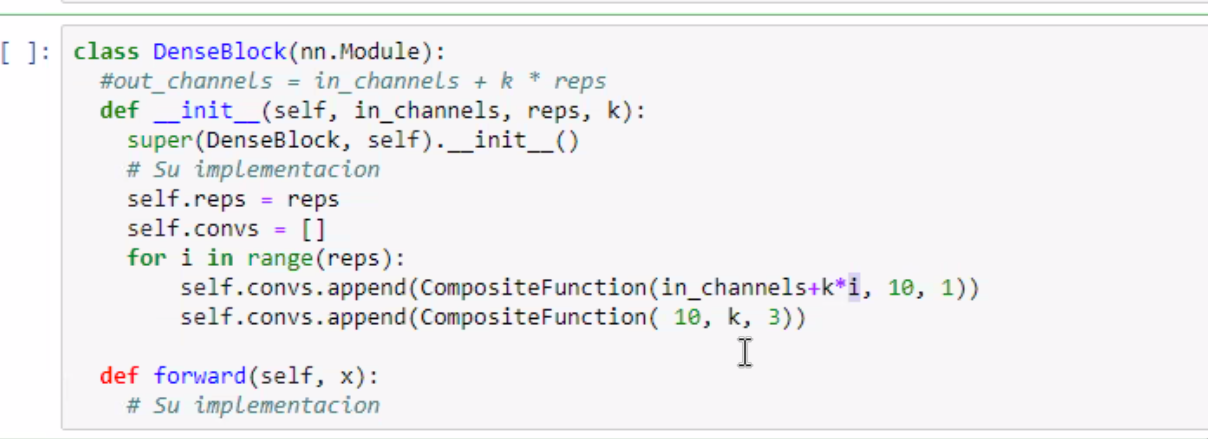 [ ]: class DenseBlock(nn.Module):
#out_channels = in_channels + k * reps
def __init__(self, in_channels, reps, k):
super(DenseBlock, self).__init__()
# Su implementacion
self.reps = reps
self.convs = []
for i in range(reps):
self.convs.append(CompositeFunction(in_channels+k*i, 10, 1))
self.convs.append(CompositeFunction( 10, k, 3))
def forward(self, x):
# Su implementacion